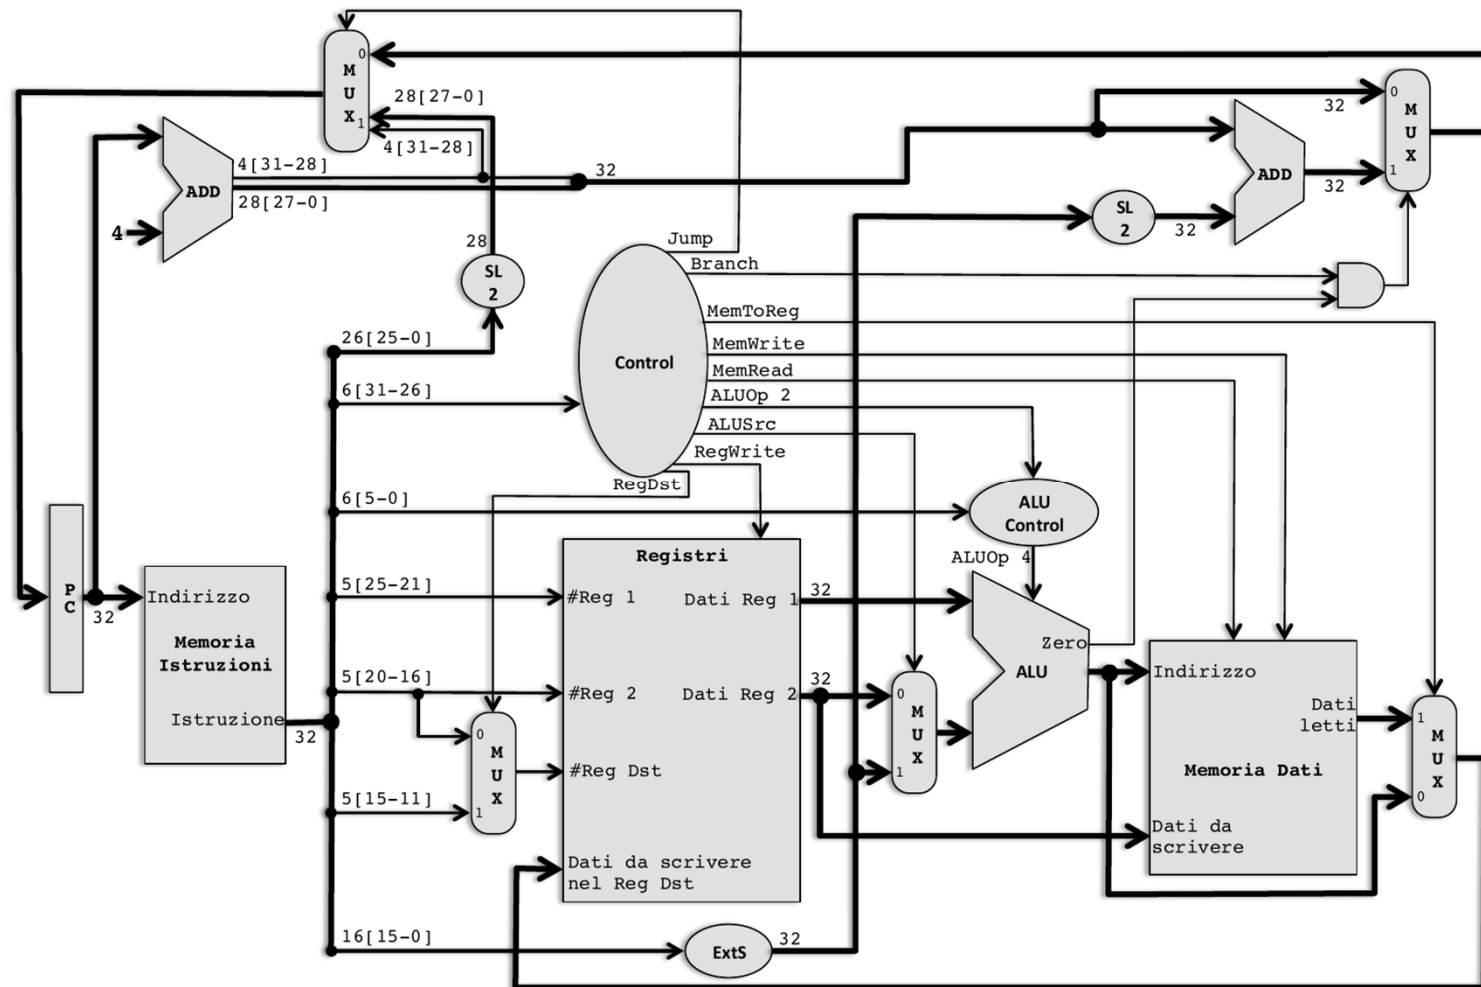 0
M
U
X
1
28[27-0]
4[31-28]
4[31-28]
ADD
28[27-0]
4
32
0
32
M
U
X
1
32
ADD
SL
2
32
28
SL
2
Jump
Branch
MemToReg
MemWrite
MemRead
ALUOp 2
ALUSrc
RegWrite
RegDst
Control
26[25-0]
6[31-26]
6[5-0]
ALU
Control
ALUOp 4
5[25-21]
5[20-16]
5[15-11]
16[15-0]
P
C
32
Indirizzo
Memoria
Istruzioni
Istruzione
32
0
M
U
X
1
Registri
#Reg 1
Dati Reg 1
32
#Reg 2
Dati Reg 2
32
#Reg Dst
Dati da scrivere
nel Reg Dst
ExtS
32
0
M
U
X
1
Zero
ALU
Indirizzo
Dati
letti
Memoria Dati
Dati da
scrivere
1
M
U
X
0